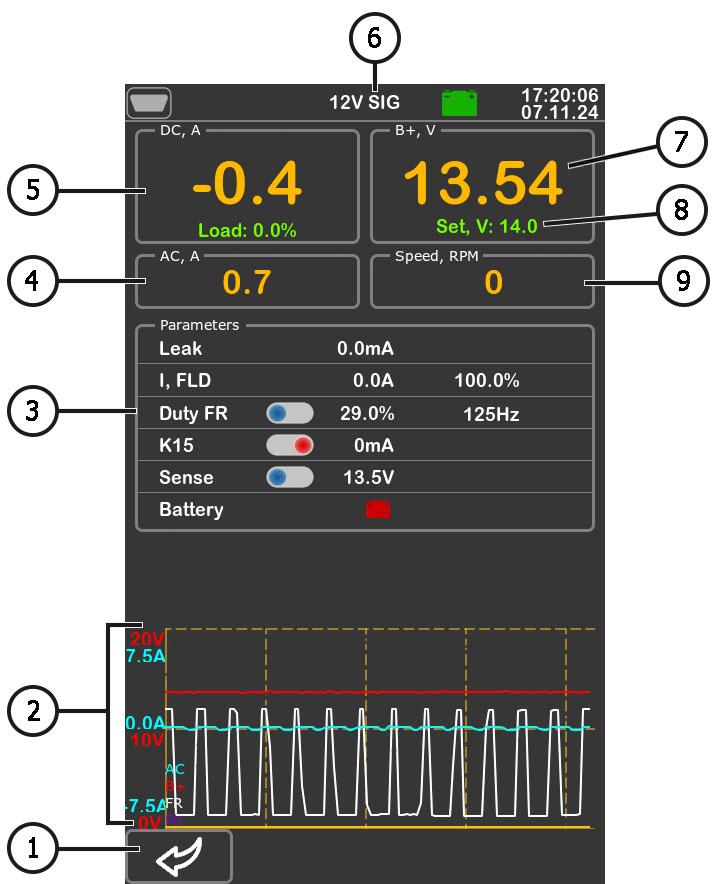 6
12V SIG
17:20:06
07.11.24
DC, A
-0.4
Load: 0.0%
B+, V
13.54
Set, V: 14.0
5
7
8
AC, A
0.7
Speed, RPM
0
4
9
Parameters
Leak 0.0mA
I, FLD 0.0A 100.0%
Duty FR 29.0% 125Hz
K15 0mA
Sense 13.5V
Battery
3
20V
7.5A
0.0A
10V
AC
B+
FR
-7.5A
0V
2
1